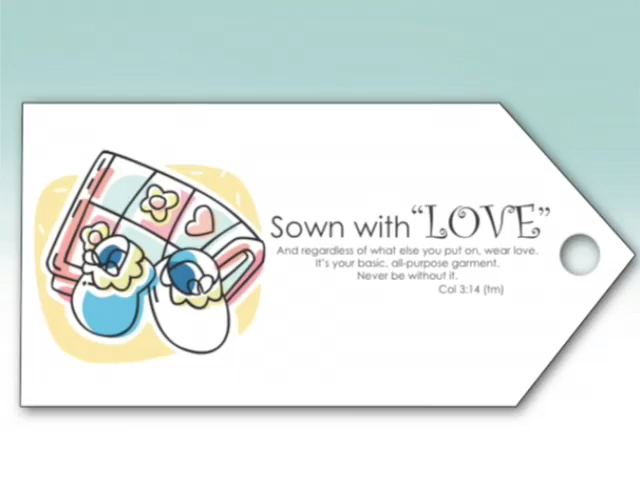 Sown with “LOVE”
And regardless of what else you put on, wear love.
It's your basic, all-purpose garment.
Never be without it.
Col 3:14 (tm)